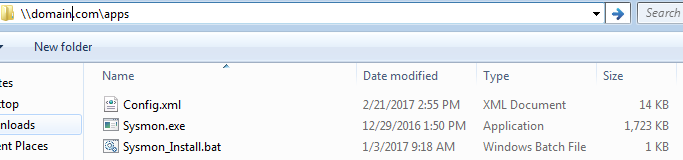 \\domain.com\apps
Search
New folder
Name Date modified Type Size
Config.xml 2/21/2017 2:55 PM XML Document 14 KB
Sysmon.exe 12/29/2016 1:50 PM Application 1,723 KB
Sysmon_Install.bat 1/3/2017 9:18 AM Windows Batch File 1 KB
tes
ktop
nloads
ent Places